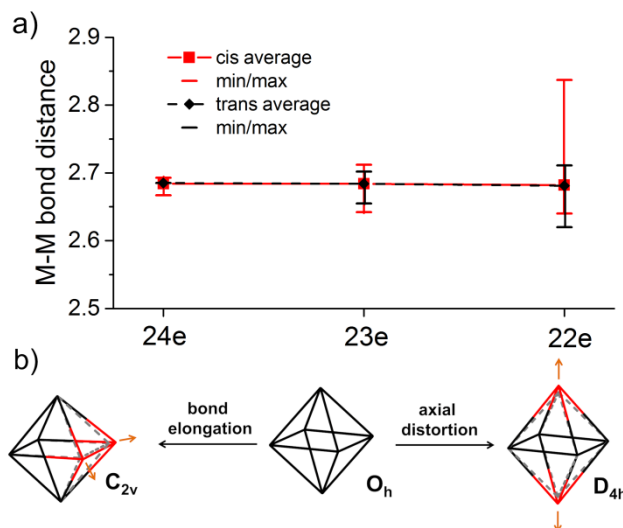 a)
2.9
2.8
2.7
2.6
2.5
M-M bond distance
cis average
min/max
trans average
min/max
24e
23e
22e
b)
bond
elongation
axial
distortion
C2v
Oh
D4h